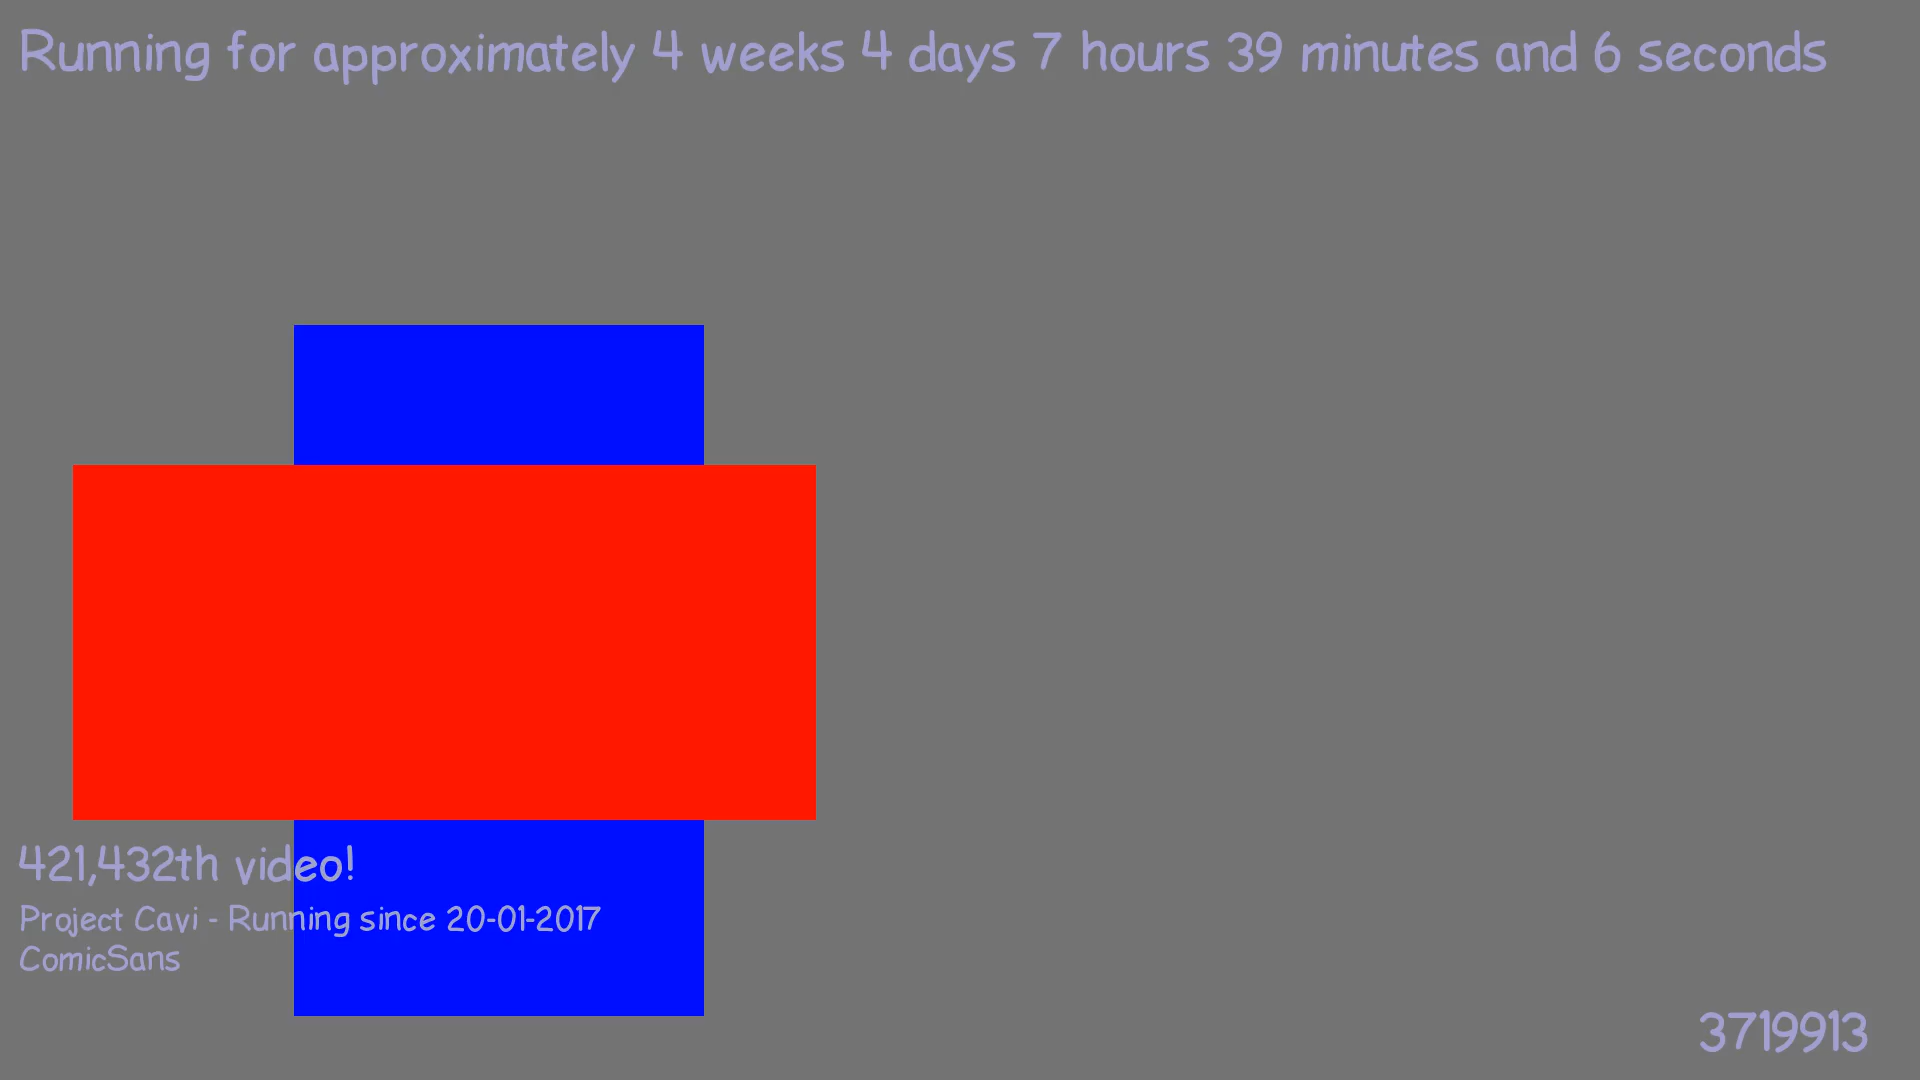 Running for approximately 4 weeks 4 days 7 hours 39 minutes and 6 seconds
421,432th video!
Project Cavi - Running since 20-01-2017
ComicSans
3719913